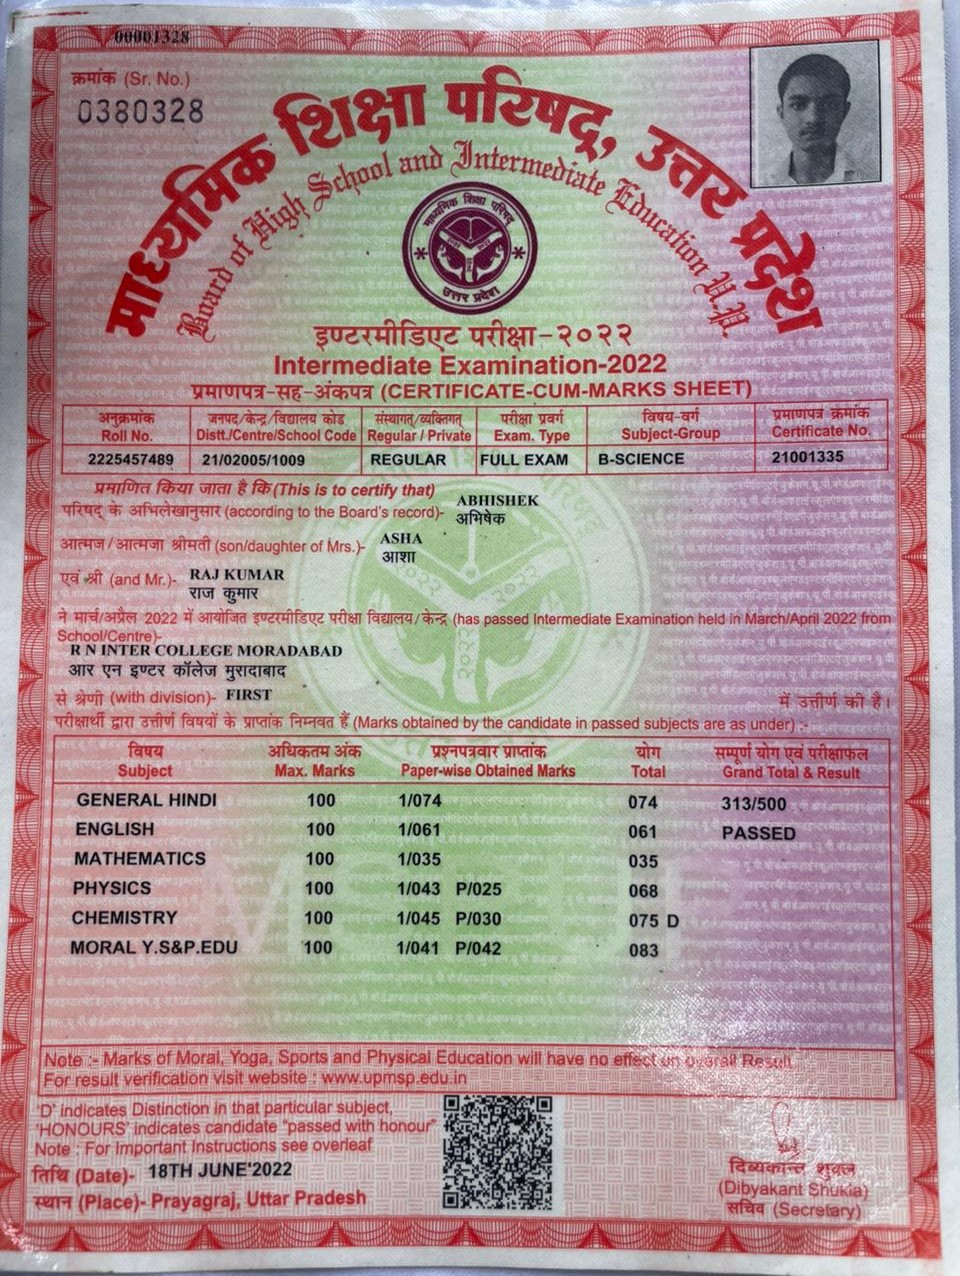 00001328
क्रमांक (Sr. No.)
0380328
माध्यमिक शिक्षा परिषद्, उत्तर प्रदेश
Board of High School and Intermediate Education U.P.
माध्यमिक शिक्षा परिषद्
उत्तर प्रदेश
इण्टरमीडिएट परीक्षा-२०२२
Intermediate Examination-2022
प्रमाणपत्र-सह-अंकपत्र (CERTIFICATE-CUM-MARKS SHEET)
अनुक्रमांक जनपद/केन्द्र/विद्यालय कोड संस्थागत/व्यक्तिगत परीक्षा प्रवर्ग विषय-वर्ग प्रमाणपत्र क्रमांक
Roll No. Distt./Centre/School Code Regular / Private Exam. Type Subject-Group Certificate No.
2225457489 21/02005/1009 REGULAR FULL EXAM B-SCIENCE 21001335
प्रमाणित किया जाता है कि (This is to certify that)
ABHISHEK
परिषद् के अभिलेखानुसार (according to the Board's record)- अभिषेक
ASHA
आत्मज/आत्मजा श्रीमती (son/daughter of Mrs.)- आशा
एवं श्री (and Mr.)- RAJ KUMAR
राज कुमार
ने मार्च/अप्रैल 2022 में आयोजित इण्टरमीडिएट परीक्षा विद्यालय/केन्द्र (has passed Intermediate Examination held in March/April 2022 from
School/Centre)-
R N INTER COLLEGE MORADABAD
आर एन इण्टर कॉलेज मुरादाबाद
से श्रेणी (with division)- FIRST में उत्तीर्ण की है।
परीक्षार्थी द्वारा उत्तीर्ण विषयों के प्राप्तांक निम्नवत हैं (Marks obtained by the candidate in passed subjects are as under) :-
विषय अधिकतम अंक प्रश्नपत्रवार प्राप्तांक योग सम्पूर्ण योग एवं परीक्षाफल
Subject Max. Marks Paper-wise Obtained Marks Total Grand Total & Result
GENERAL HINDI 100 1/074 074 313/500
ENGLISH 100 1/061 061 PASSED
MATHEMATICS 100 1/035 035
PHYSICS 100 1/043 P/025 068
CHEMISTRY 100 1/045 P/030 075 D
MORAL Y.S&P.EDU 100 1/041 P/042 083
Note :- Marks of Moral, Yoga, Sports and Physical Education will have no effect on overall Result.
For result verification visit website : www.upmsp.edu.in
'D' indicates Distinction in that particular subject,
'HONOURS' indicates candidate "passed with honour"
Note : For Important Instructions see overleaf
तिथि (Date)- 18TH JUNE'2022
स्थान (Place)- Prayagraj, Uttar Pradesh
दिब्यकान्त शुक्ल
(Dibyakant Shukla)
सचिव (Secretary)